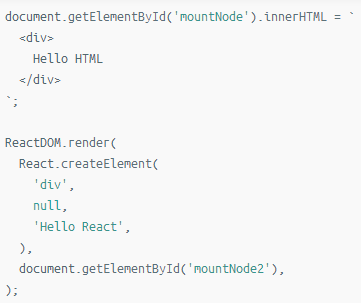 document.getElementById('mountNode').innerHTML = `
  <div>
    Hello HTML
  </div>
`;

ReactDOM.render(
  React.createElement(
    'div',
    null,
    'Hello React',
  ),
  document.getElementById('mountNode2'),
);